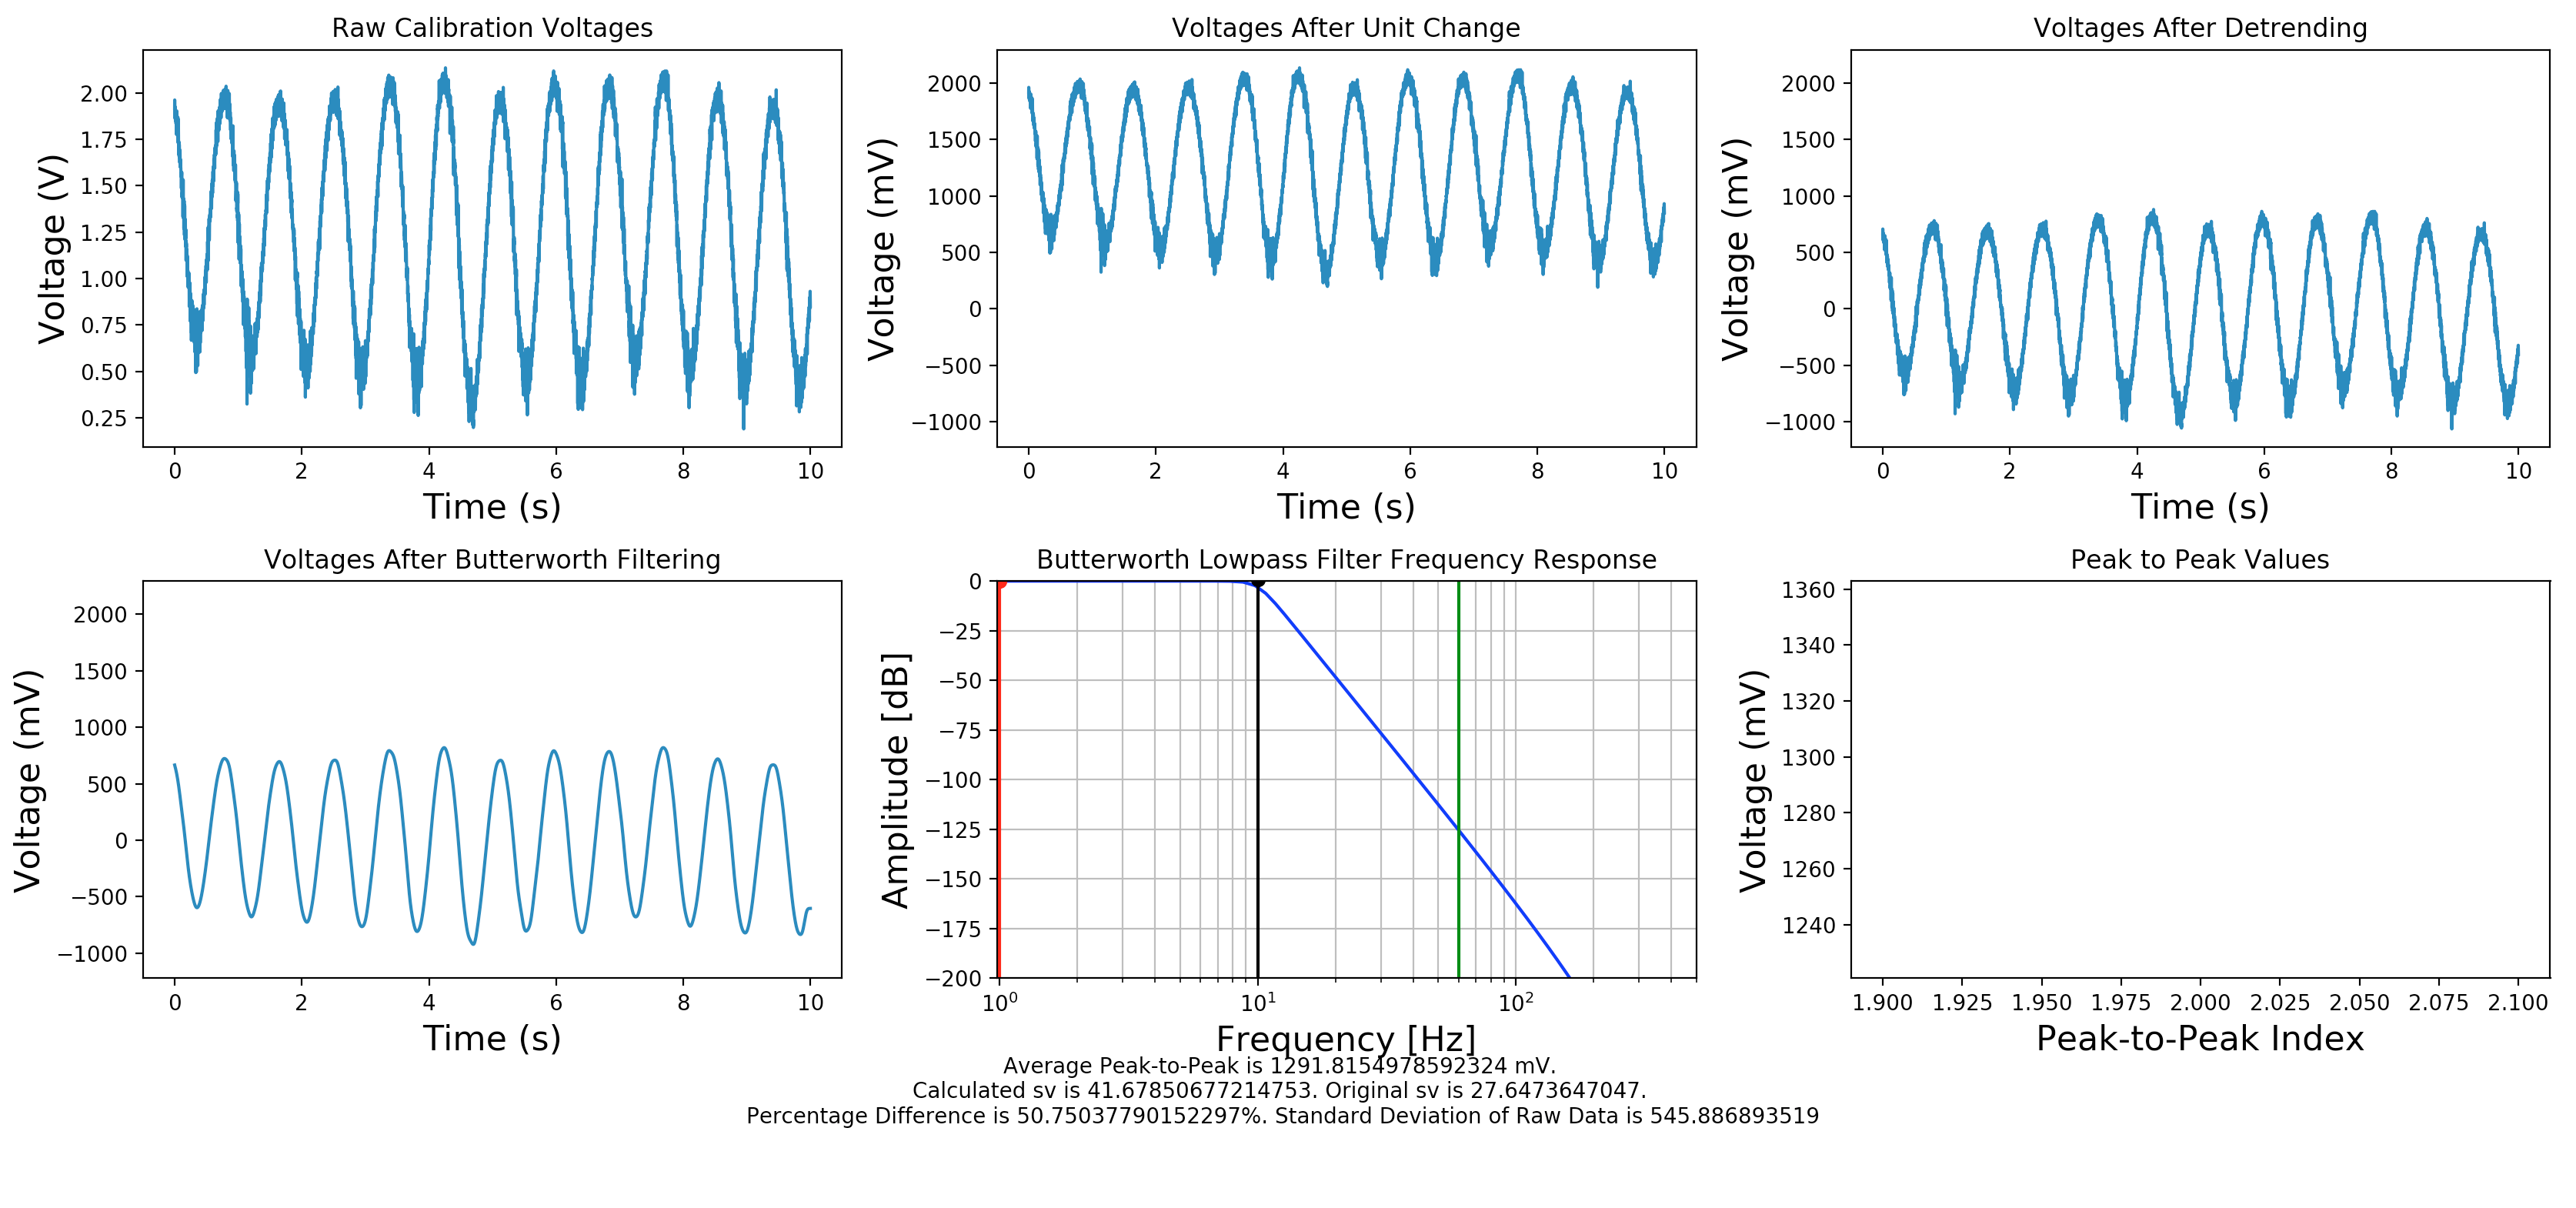 Raw Calibration Voltages
Voltage (V)
2.00
1.75
1.50
1.25
1.00
0.75
0.50
0.25
0 2 4 6 8 10
Time (s)
Voltages After Unit Change
Voltage (mV)
2000
1500
1000
500
0
−500
−1000
0 2 4 6 8 10
Time (s)
Voltages After Detrending
Voltage (mV)
2000
1500
1000
500
0
−500
−1000
0 2 4 6 8 10
Time (s)
Voltages After Butterworth Filtering
Voltage (mV)
2000
1500
1000
500
0
−500
−1000
0 2 4 6 8 10
Time (s)
Butterworth Lowpass Filter Frequency Response
Amplitude [dB]
0
−25
−50
−75
−100
−125
−150
−175
−200
10⁰ 10¹ 10²
Frequency [Hz]
Peak to Peak Values
Voltage (mV)
1360
1340
1320
1300
1280
1260
1240
1.900 1.925 1.950 1.975 2.000 2.025 2.050 2.075 2.100
Peak-to-Peak Index
Average Peak-to-Peak is 1291.8154978592324 mV.
Calculated sv is 41.67850677214753. Original sv is 27.6473647047.
Percentage Difference is 50.75037790152297%. Standard Deviation of Raw Data is 545.886893519